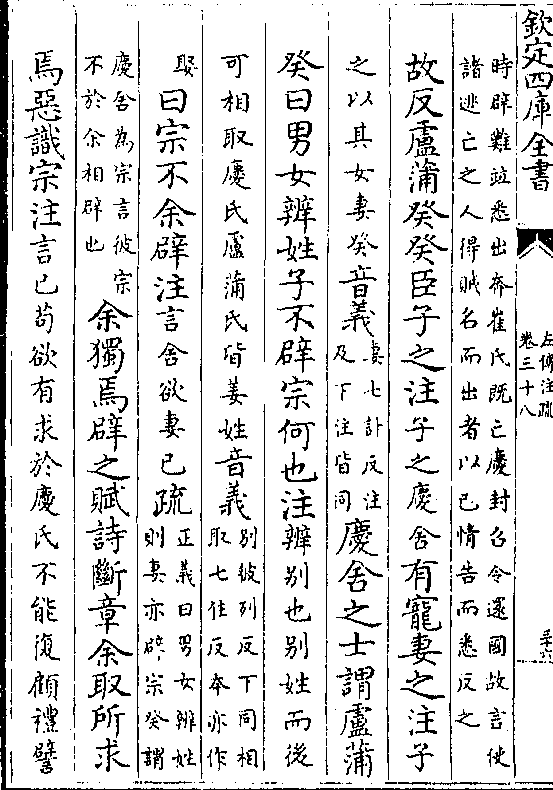 欽定四庫全書
左傳注疏
卷三十八
三十六
時辟難竝悉出奔崔氏既亡慶封召令還國故言使
諸逃亡之人得賊名而出者以已情告而悉反之
故反盧蒲癸癸臣子之注子之慶舍有寵妻之注子
之以其女妻癸音義妻七計反注
及下注皆同慶舍之士謂盧蒲
癸曰男女辨姓子不辟宗何也注辨别也别姓而後
可相取慶氏盧蒲氏皆姜姓音義别彼列反下同相
取七住反本亦作
娶曰宗不余辟注言舍欲妻已疏正義曰男女辨姓
則妻亦辟宗癸謂
慶舍為宗言彼宗
不於余相辟也余獨焉辟之賦詩斷章余取所求
焉惡識宗注言已苟欲有求於慶氏不能復顧禮譬